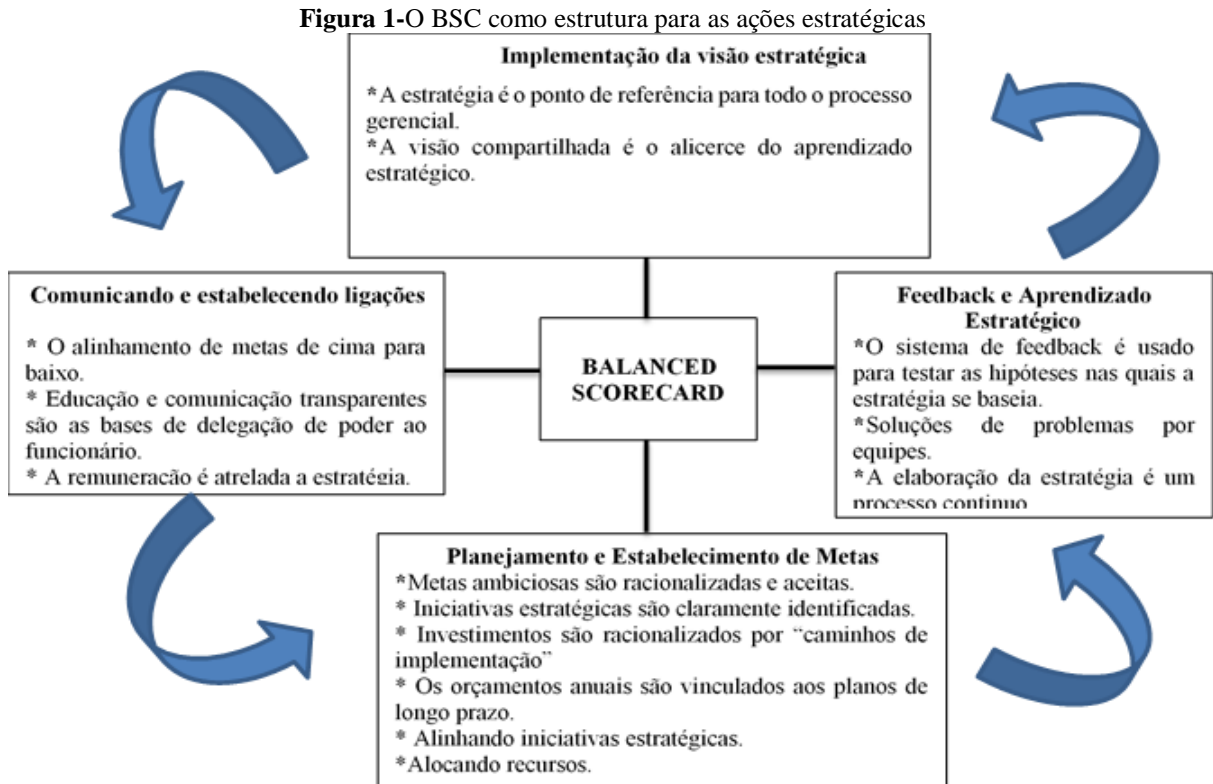 Figura 1-O BSC como estrutura para as ações estratégicas
Implementação da visão estratégica
*A estratégia é o ponto de referência para todo o processo
gerencial.
*A visão compartilhada é o alicerce do aprendizado
estratégico.
Comunicando e estabelecendo ligações
* O alinhamento de metas de cima para
baixo.
* Educação e comunicação transparentes
são as bases de delegação de poder ao
funcionário.
* A remuneração é atrelada a estratégia.
BALANCED
SCORECARD
Feedback e Aprendizado
Estratégico
*O sistema de feedback é usado
para testar as hipóteses nas quais a
estratégia se baseia.
*Soluções de problemas por
equipes.
*A elaboração da estratégia é um
processo continuo
Planejamento e Estabelecimento de Metas
*Metas ambiciosas são racionalizadas e aceitas.
* Iniciativas estratégicas são claramente identificadas.
* Investimentos são racionalizados por “caminhos de
implementação”
* Os orçamentos anuais são vinculados aos planos de
longo prazo.
* Alinhando iniciativas estratégicas.
*Alocando recursos.